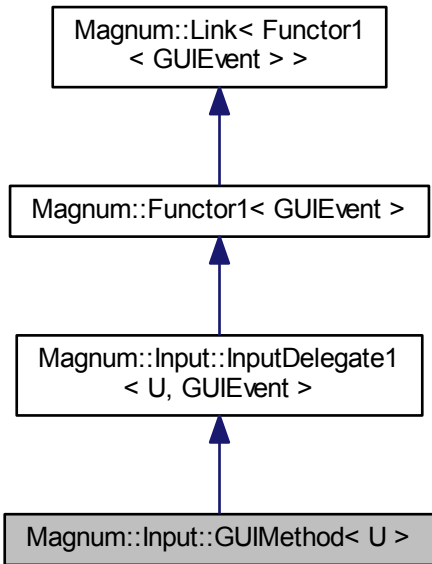 Magnum::Link< Functor1
< GUIEvent > >
Magnum::Functor1< GUIEvent >
Magnum::Input::InputDelegate1
< U, GUIEvent >
Magnum::Input::GUIMethod< U >